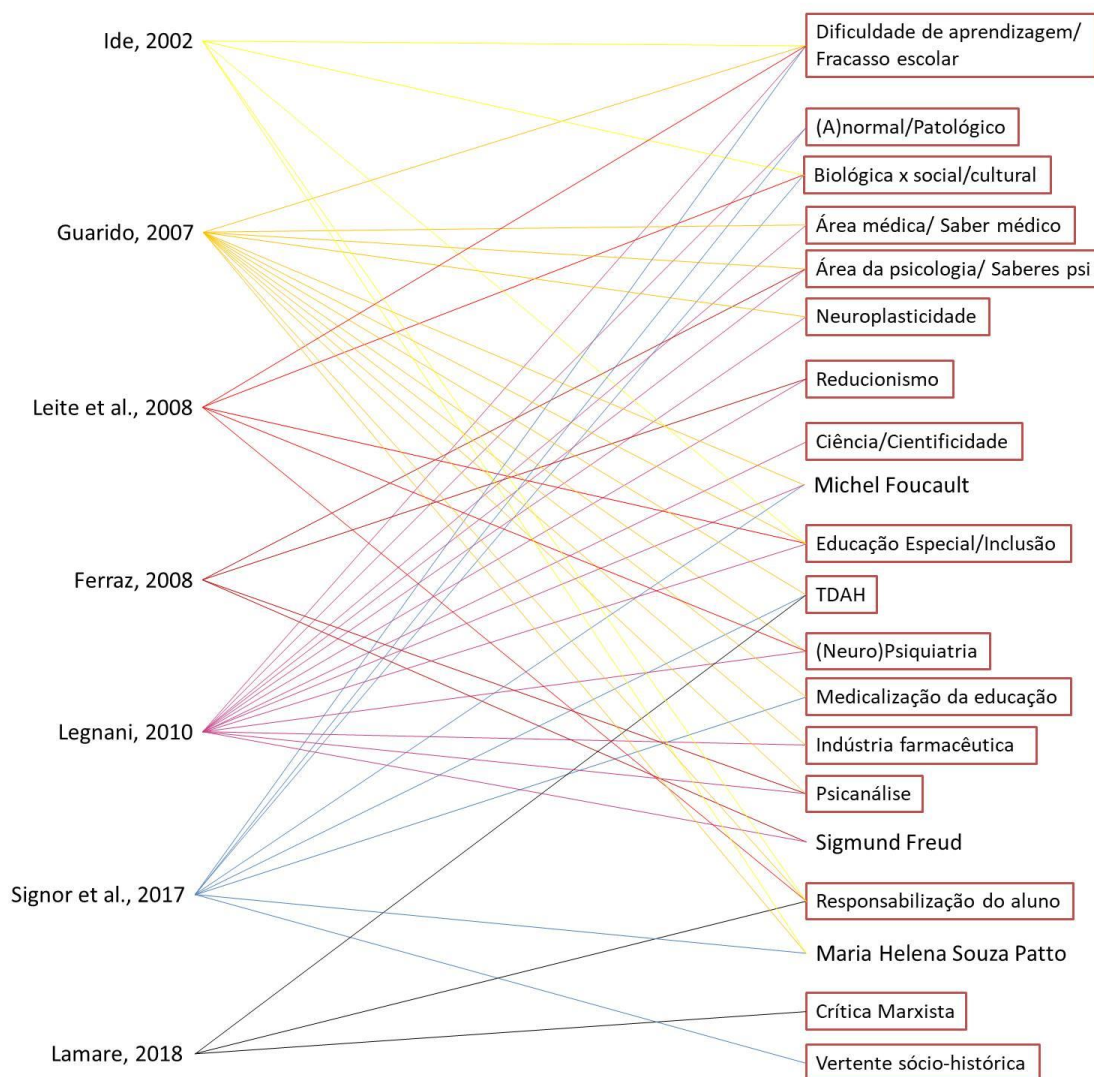 Ide, 2002
Guarido, 2007
Leite et al., 2008
Ferraz, 2008
Legnani, 2010
Signor et al., 2017
Lamare, 2018
Dificuldade de aprendizagem/
Fracasso escolar
(A)normal/Patológico
Biológica x social/cultural
Área médica/ Saber médico
Área da psicologia/ Saberes psi
Neuroplasticidade
Reducionismo
Ciência/Cientificidade
Michel Foucault
Educação Especial/Inclusão
TDAH
(Neuro)Psiquiatria
Medicalização da educação
Indústria farmacêutica
Psicanálise
Sigmund Freud
Responsabilização do aluno
Maria Helena Souza Patto
Crítica Marxista
Vertente sócio-histórica